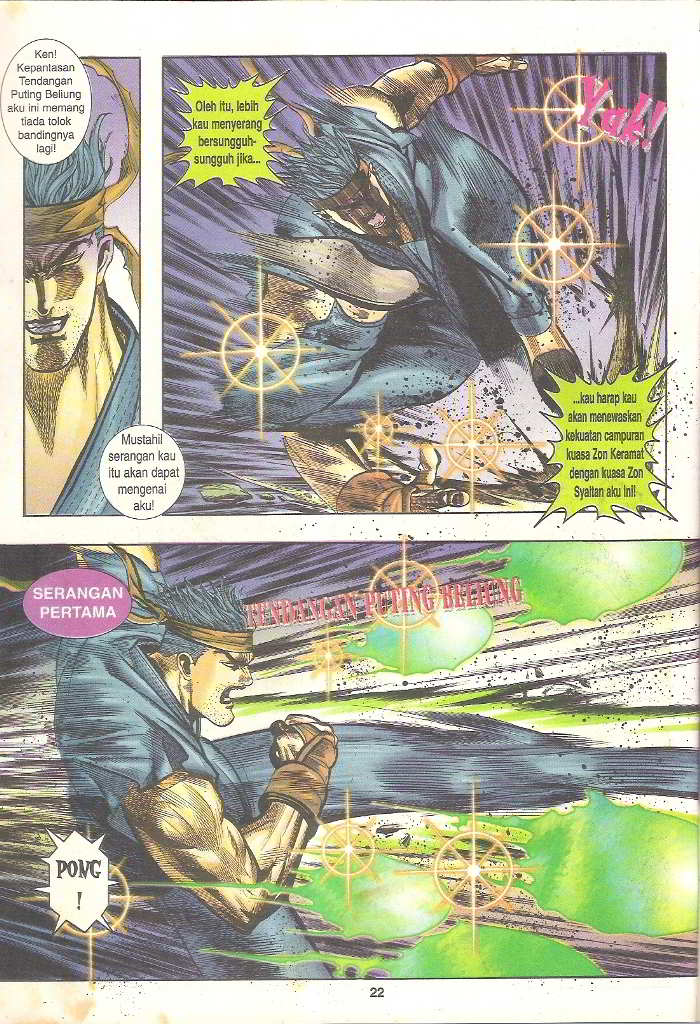 Ken!
Kepantasan
Tendangan
Puting Beliung
aku ini memang
tiada tolok
bandingnya
lagi!
Oleh itu, lebih
kau menyerang
bersungguh-
sungguh jika...
Yak!
...kau harap kau
akan menewaskan
kekuatan campuran
kuasa Zon Keramat
dengan kuasa Zon
Syaitan aku ini!
Mustahil
serangan kau
itu akan dapat
mengenai
aku!
SERANGAN
PERTAMA
TENDANGAN PUTING BELIUNG
PONG
!
22